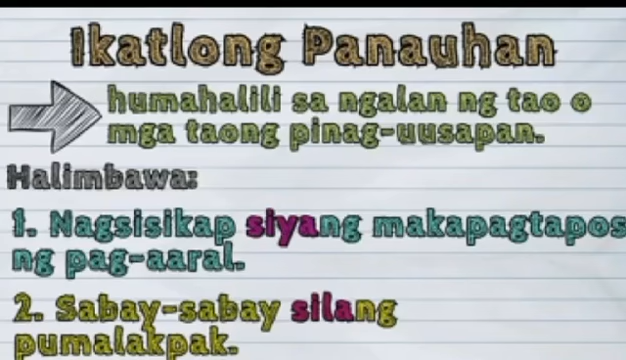 Ikatlong Panauhan
humahalili sa ngalan ng tao o
mga taong pinag-uusapan.
Halimbawa:
1. Nagsisikap siyang makapagtapos
ng pag-aaral.
2. Sabay-sabay silang
pumalakpak.